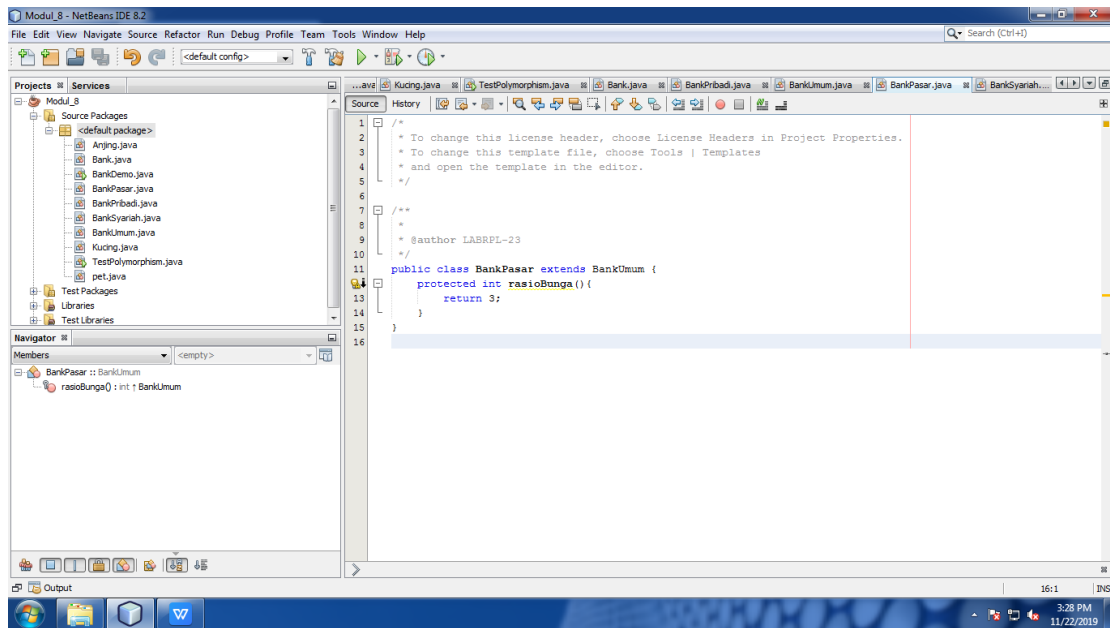 Modul_8 - NetBeans IDE 8.2
File Edit View Navigate Source Refactor Run Debug Profile Team Tools Window Help
Search (Ctrl+I)
<default config>
Projects Services
Modul_8
Source Packages
<default package>
Anjing.java
Bank.java
BankDemo.java
BankPasar.java
BankPribadi.java
BankSyariah.java
BankUmum.java
Kucing.java
TestPolymorphism.java
pet.java
Test Packages
Libraries
Test Libraries
Navigator
Members <empty>
BankPasar :: BankUmum
rasioBunga() : int ↑ BankUmum
...ava Kucing.java TestPolymorphism.java Bank.java BankPribadi.java BankUmum.java BankPasar.java BankSyariah....
Source History
1 /*
2 * To change this license header, choose License Headers in Project Properties.
3 * To change this template file, choose Tools | Templates
4 * and open the template in the editor.
5 */
6
7 /**
8 *
9 * @author LABRPL-23
10 */
11 public class BankPasar extends BankUmum {
protected int rasioBunga(){
13 return 3;
14 }
15 }
16
Output
16:1 INS
W
3:28 PM
11/22/2019